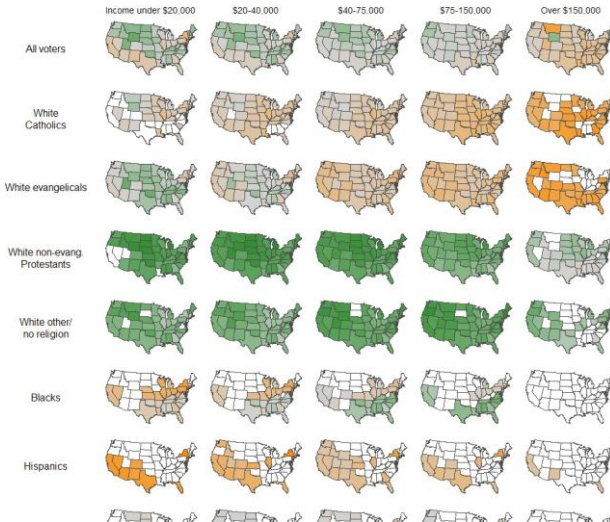 Income under $20,000
$20-40,000
$40-75,000
$75-150,000
Over $150,000
All voters
White
Catholics
White evangelicals
White non-evang.
Protestants
White other/
no religion
Blacks
Hispanics